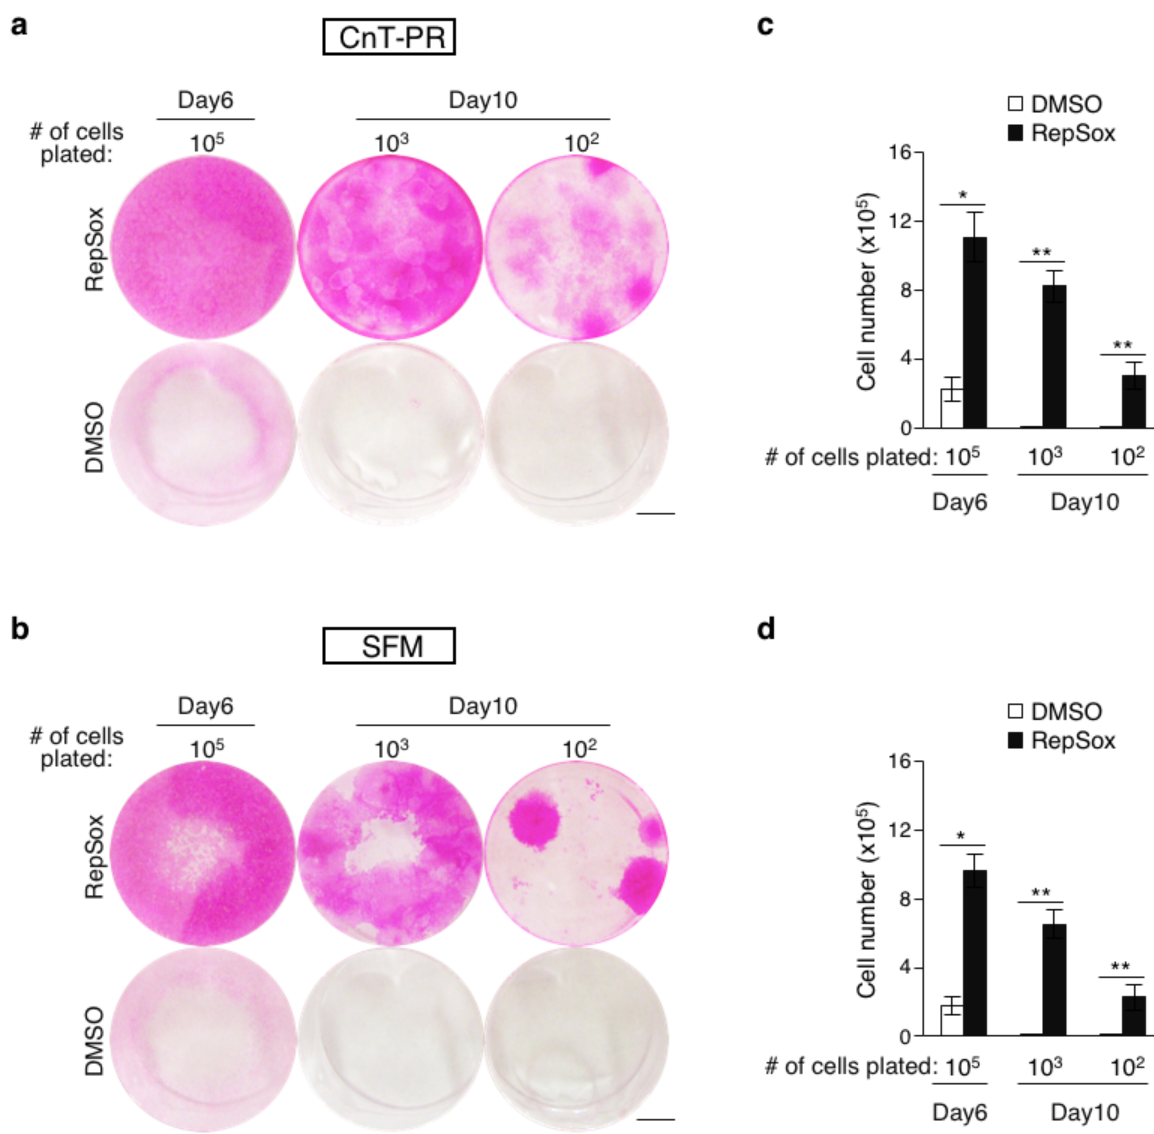 a
CnT-PR
Day6 Day10
# of cells
plated: 10⁵ 10³ 10²
RepSox
DMSO
c
DMSO
RepSox
16
12
8
4
0
Cell number (x10⁵)
* ** **
# of cells plated: 10⁵ 10³ 10²
Day6 Day10
b
SFM
Day6 Day10
# of cells
plated: 10⁵ 10³ 10²
RepSox
DMSO
d
DMSO
RepSox
16
12
8
4
0
Cell number (x10⁵)
* ** **
# of cells plated: 10⁵ 10³ 10²
Day6 Day10